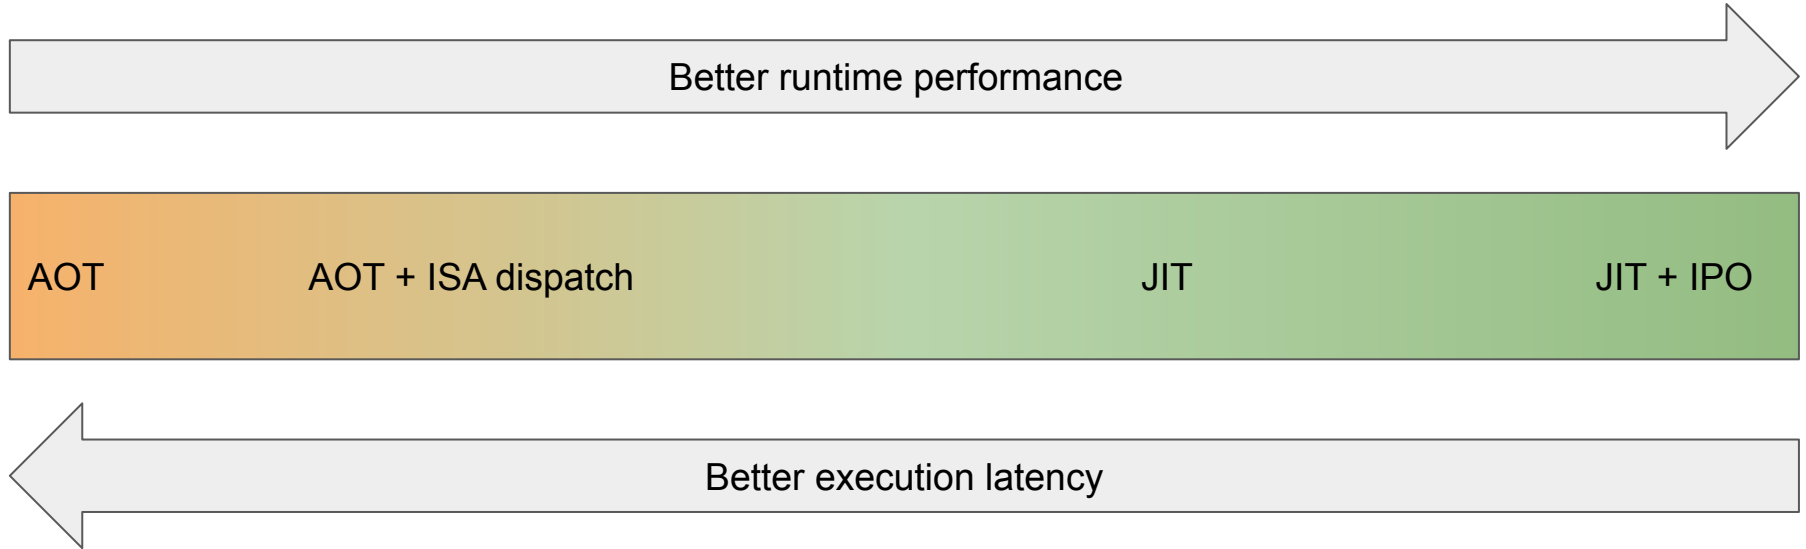 Better runtime performance
AOT
AOT + ISA dispatch
JIT
JIT + IPO
Better execution latency